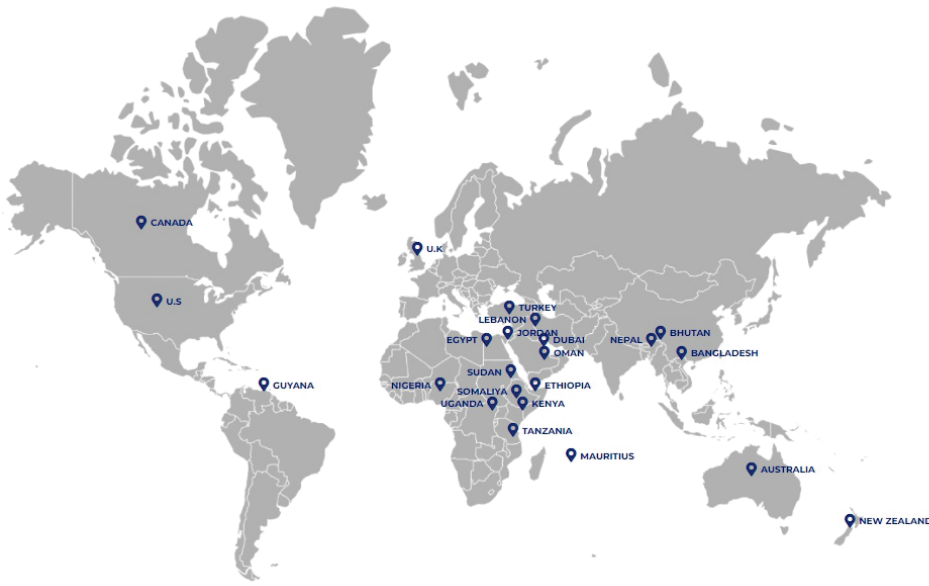 CANADA
U.K
U.S
TURKEY
LEBANON
JORDAN
BHUTAN
EGYPT
DUBAI
NEPAL
OMAN
BANGLADESH
SUDAN
GUYANA
NIGERIA
ETHIOPIA
SOMALIYA
UGANDA
KENYA
TANZANIA
MAURITIUS
AUSTRALIA
NEW ZEALAND